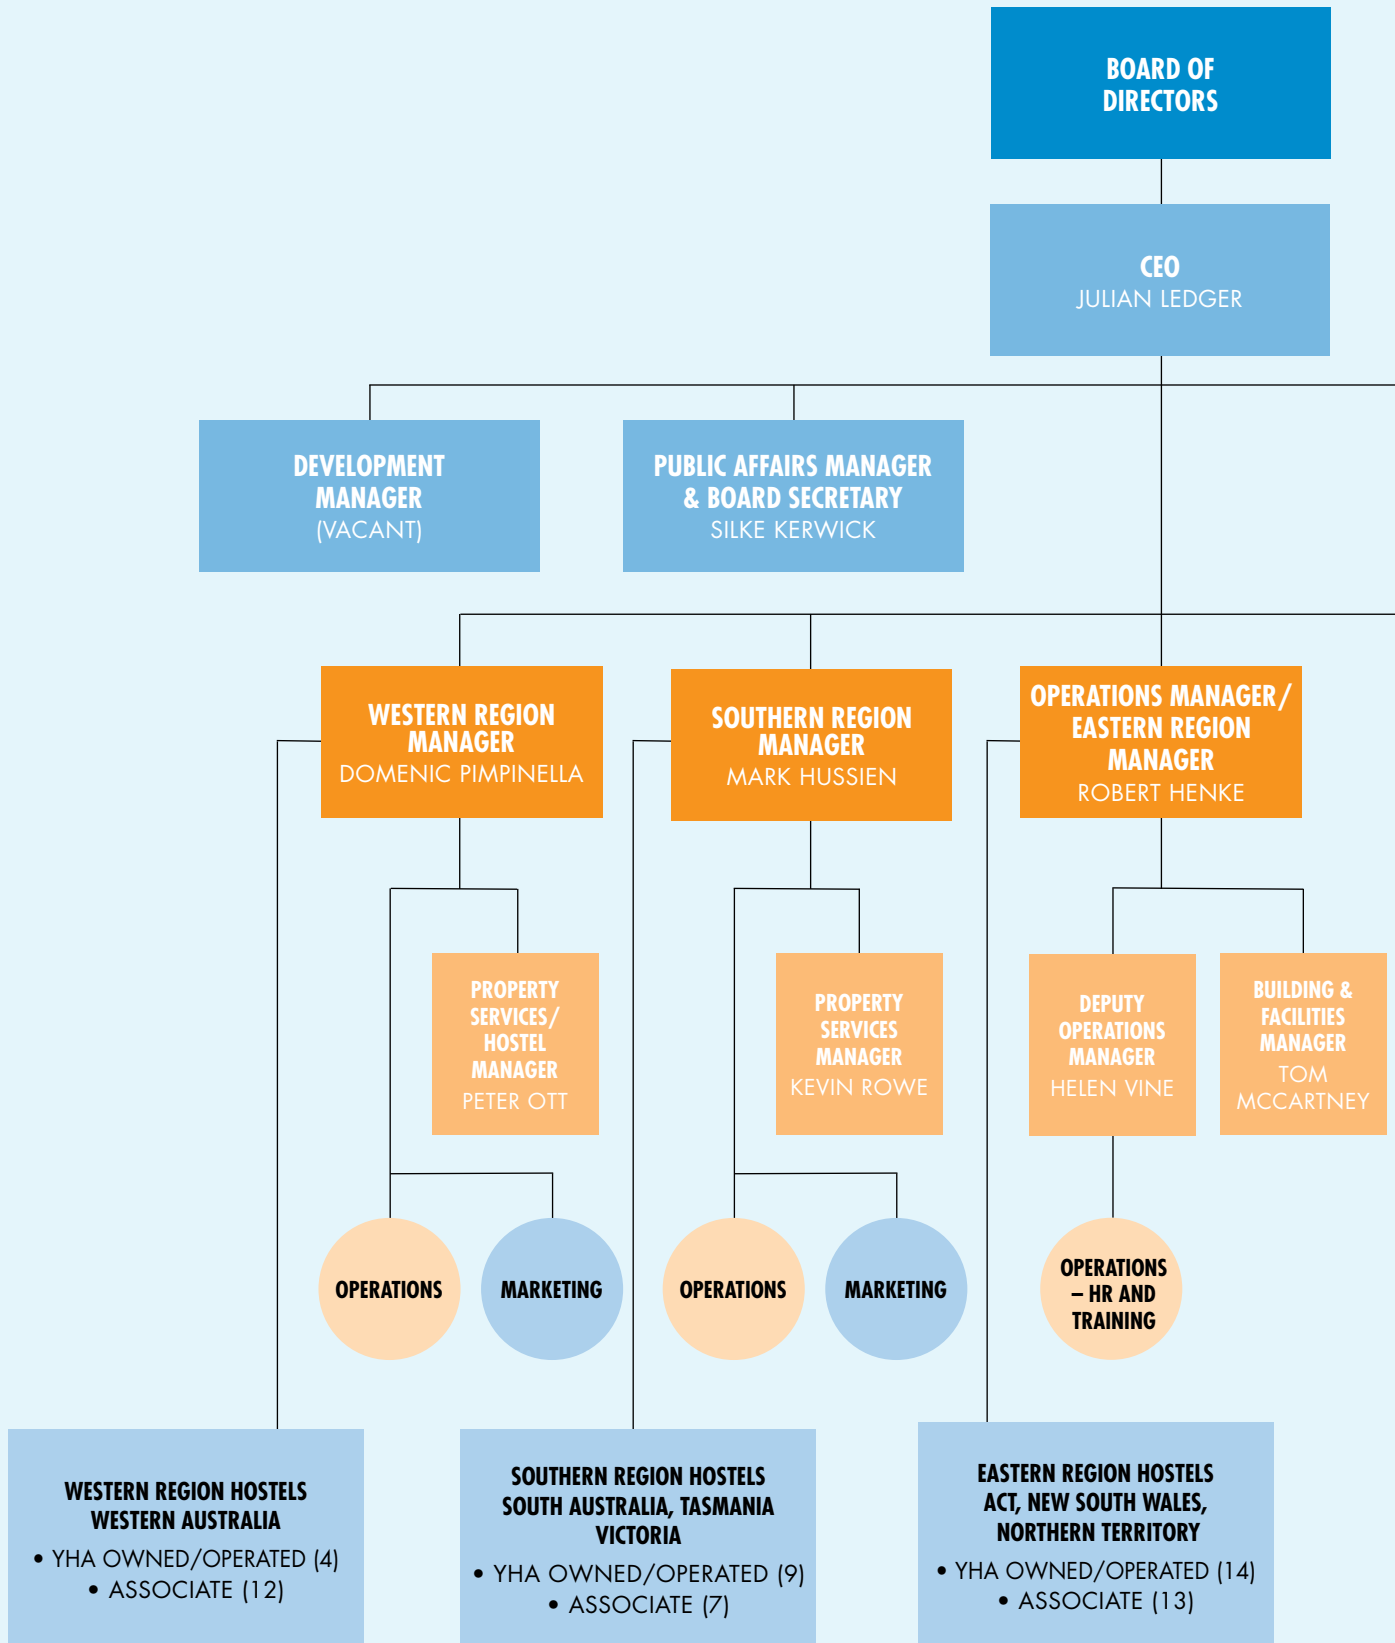 BOARD OF
DIRECTORS
CEO
JULIAN LEDGER
DEVELOPMENT
MANAGER
(VACANT)
PUBLIC AFFAIRS MANAGER
& BOARD SECRETARY
SILKE KERWICK
WESTERN REGION
MANAGER
DOMENIC PIMPINELLA
SOUTHERN REGION
MANAGER
MARK HUSSIEN
OPERATIONS MANAGER/
EASTERN REGION
MANAGER
ROBERT HENKE
PROPERTY
SERVICES/
HOSTEL
MANAGER
PETER OTT
PROPERTY
SERVICES
MANAGER
KEVIN ROWE
DEPUTY
OPERATIONS
MANAGER
HELEN VINE
BUILDING &
FACILITIES
MANAGER
TOM
MCCARTNEY
OPERATIONS
MARKETING
OPERATIONS
MARKETING
OPERATIONS
– HR AND
TRAINING
WESTERN REGION HOSTELS
WESTERN AUSTRALIA
• YHA OWNED/OPERATED (4)
• ASSOCIATE (12)
SOUTHERN REGION HOSTELS
SOUTH AUSTRALIA, TASMANIA
VICTORIA
• YHA OWNED/OPERATED (9)
• ASSOCIATE (7)
EASTERN REGION HOSTELS
ACT, NEW SOUTH WALES,
NORTHERN TERRITORY
• YHA OWNED/OPERATED (14)
• ASSOCIATE (13)